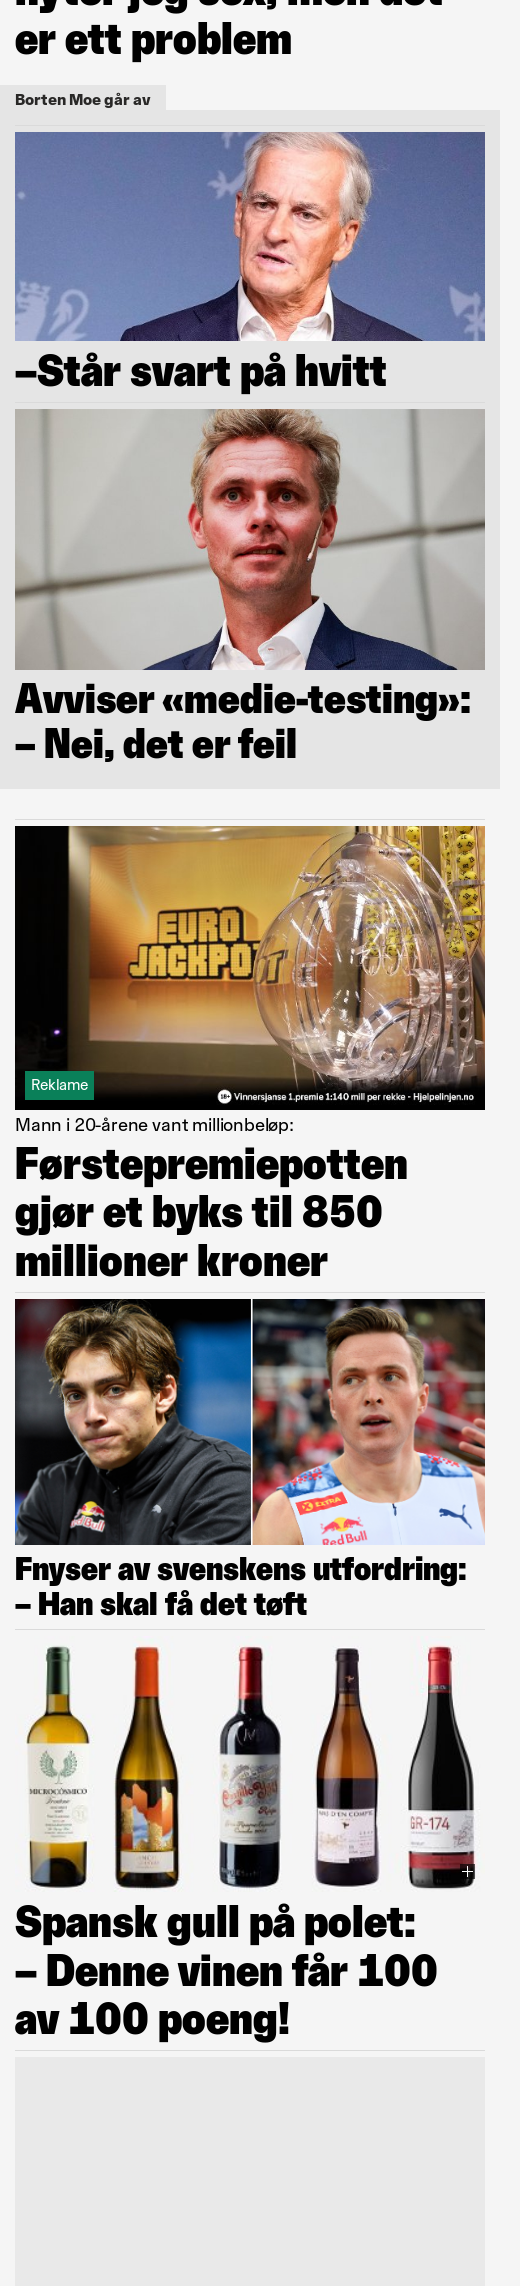 er ett problem
Borten Moe går av
–Står svart på hvitt
Avviser «medie-testing»:
– Nei, det er feil
EURO
JACKPOT
Reklame
18+ Vinnersjanse 1.premie 1:140 mill per rekke - Hjelpelinjen.no
Mann i 20-årene vant millionbeløp:
Førstepremiepotten
gjør et byks til 850
millioner kroner
Red Bull
EXTRA
Red Bull
Fnyser av svenskens utfordring:
– Han skal få det tøft
MICROCÓSMICO
GR-174
Spansk gull på polet:
– Denne vinen får 100
av 100 poeng!